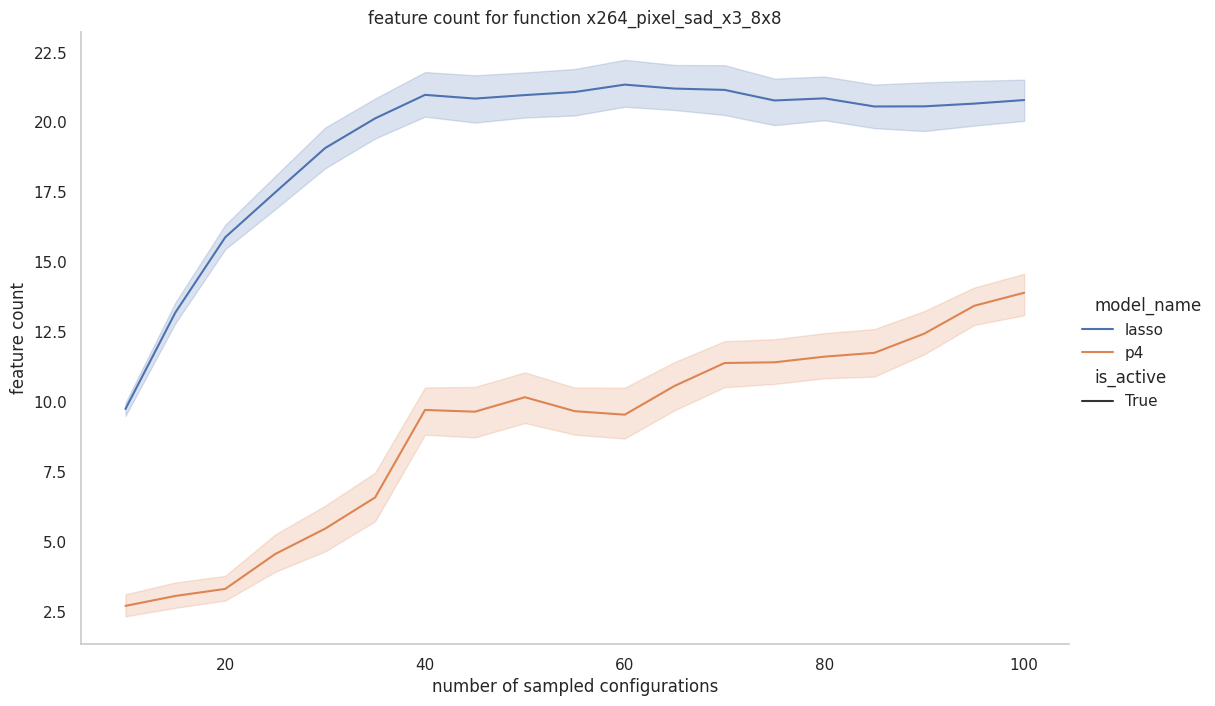 feature count for function x264_pixel_sad_x3_8x8
feature count
22.5
20.0
17.5
15.0
12.5
10.0
7.5
5.0
2.5
20
40
60
80
100
number of sampled configurations
model_name
lasso
p4
is_active
True